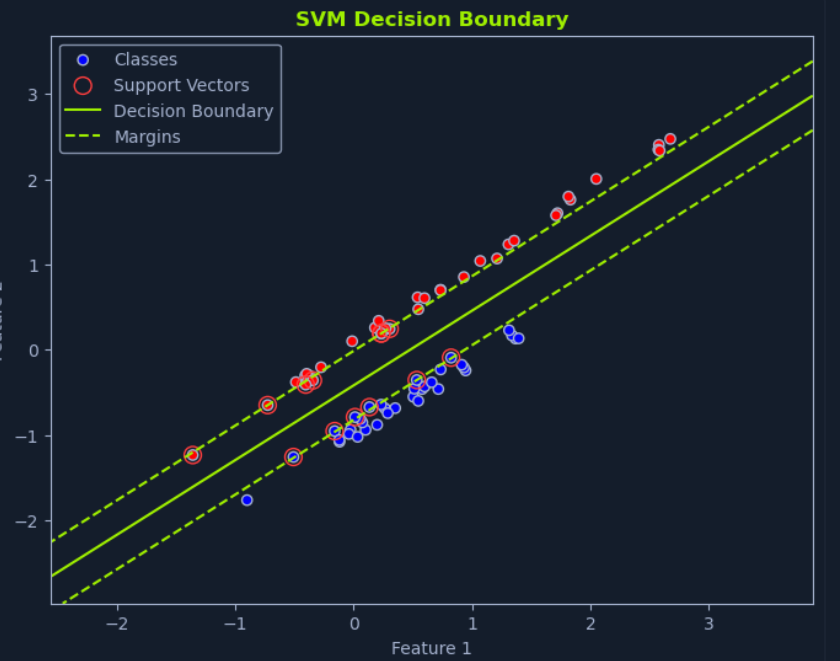 SVM Decision Boundary
Classes
Support Vectors
Decision Boundary
Margins
3
2
1
0
−1
−2
−2
−1
0
1
2
3
Feature 1